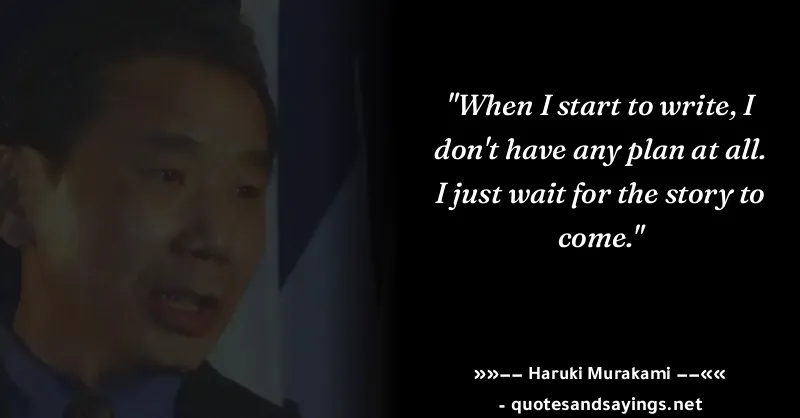 "When I start to write, I
don't have any plan at all.
I just wait for the story to
come."
»»−− Haruki Murakami −−««
- quotesandsayings.net